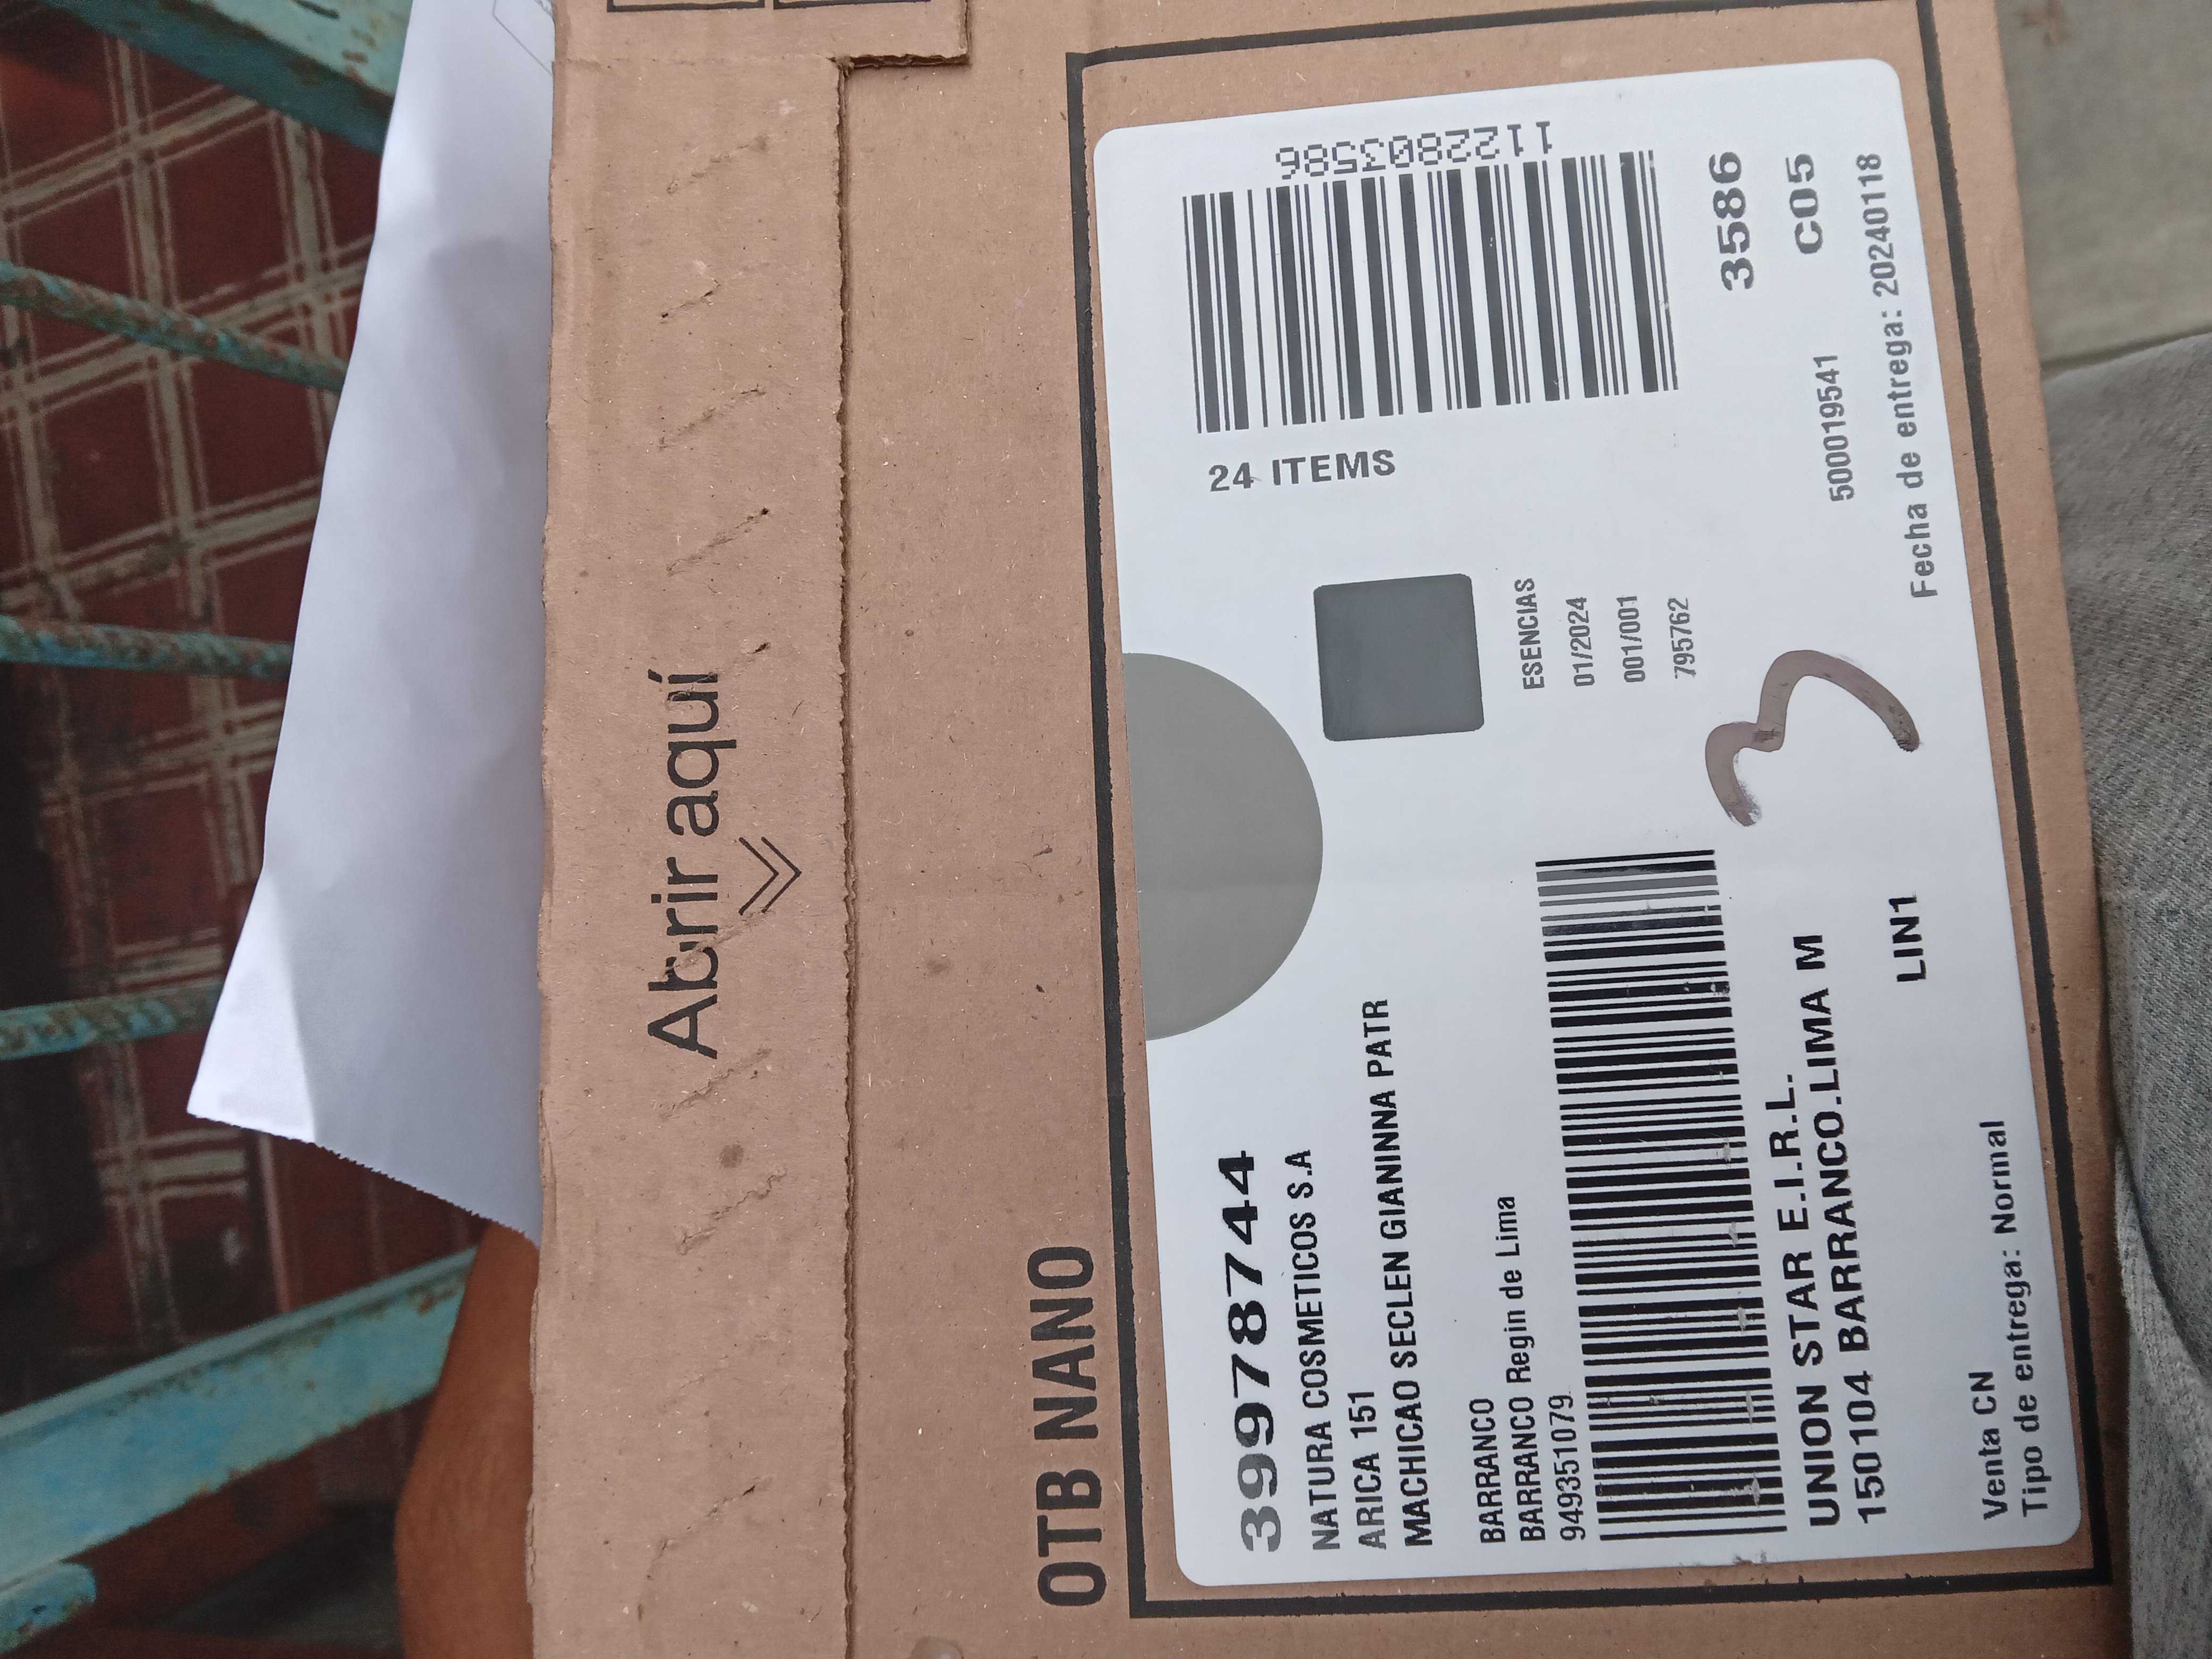 Abrir aquí
OTB NANO
39978744
NATURA COSMETICOS S.A
ARICA 151
MACHICAO SECLEN GIANINNA PATR
BARRANCO
BARRANCO Regin de Lima
949351079
UNION STAR E.I.R.L.
150104 BARRANCO.LIMA M
LIN1
Venta CN
Tipo de entrega: Normal
24 ITEMS
1122803586
ESENCIAS
01/2024
001/001
795762
3
3586
C05
500019541
Fecha de entrega: 20240118